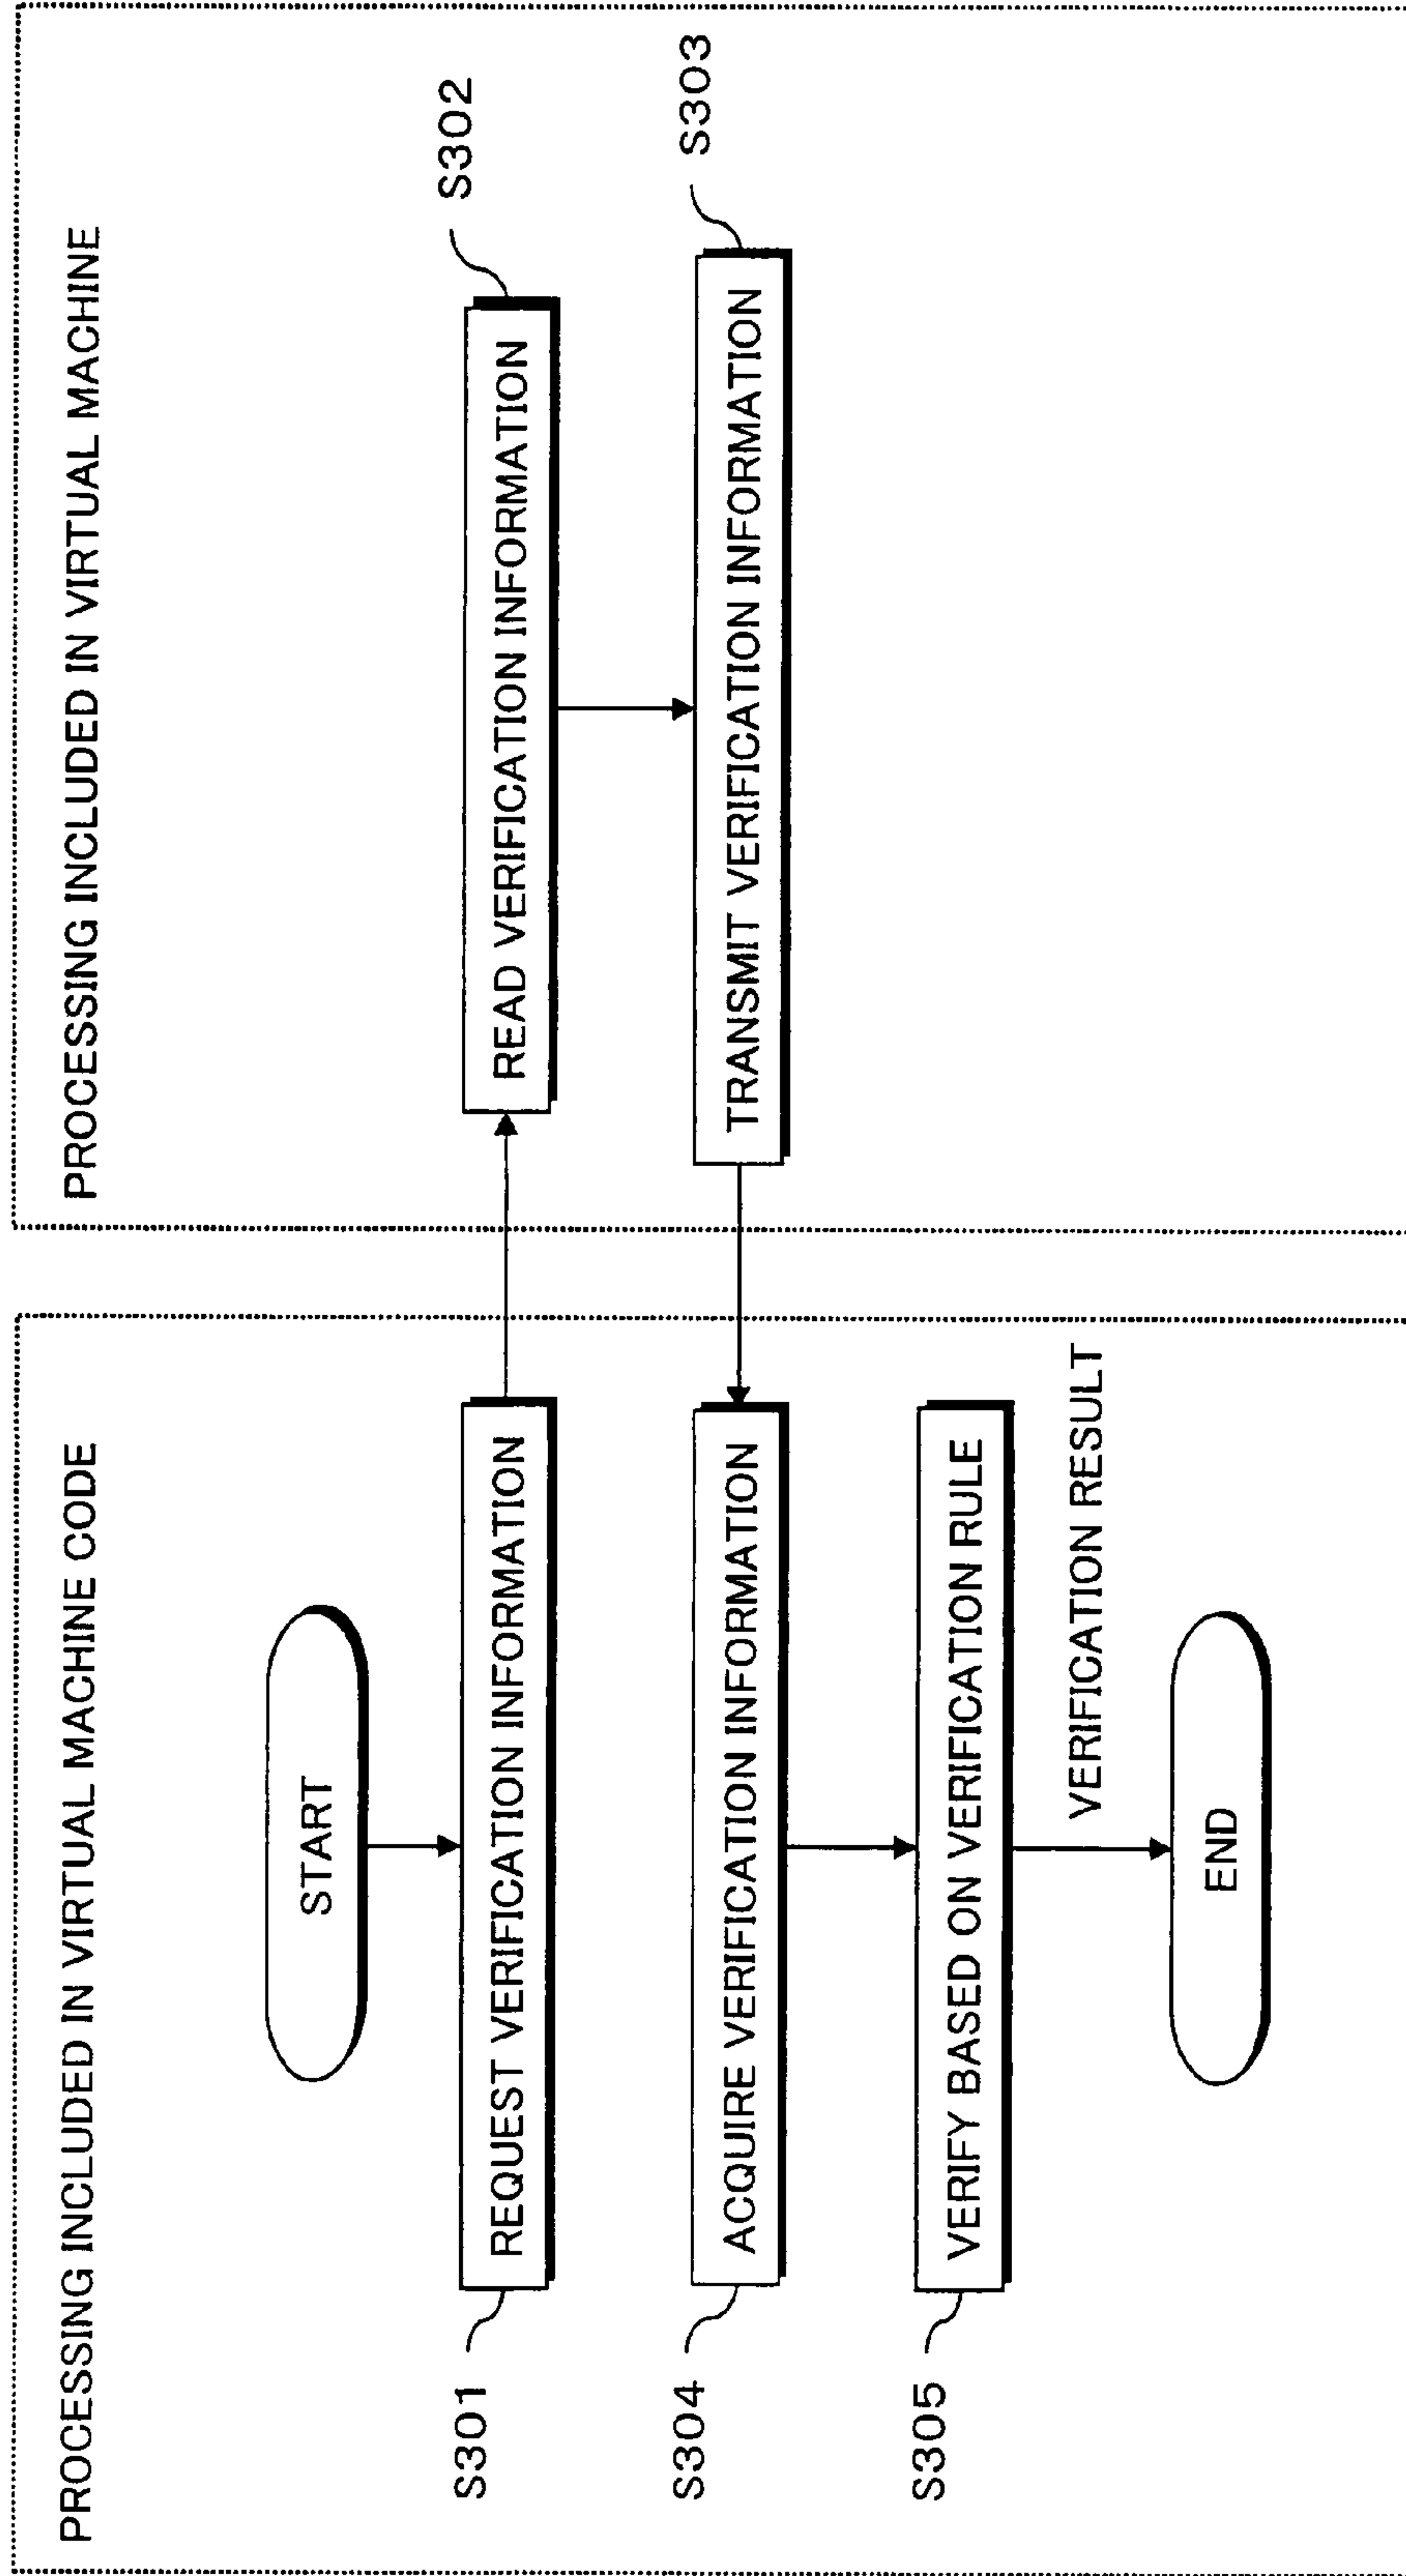 PROCESSING INCLUDED IN VIRTUAL MACHINE CODE
START
S301
REQUEST VERIFICATION INFORMATION
S304
ACQUIRE VERIFICATION INFORMATION
S305
VERIFY BASED ON VERIFICATION RULE
VERIFICATION RESULT
END
PROCESSING INCLUDED IN VIRTUAL MACHINE
READ VERIFICATION INFORMATION
S302
TRANSMIT VERIFICATION INFORMATION
S303